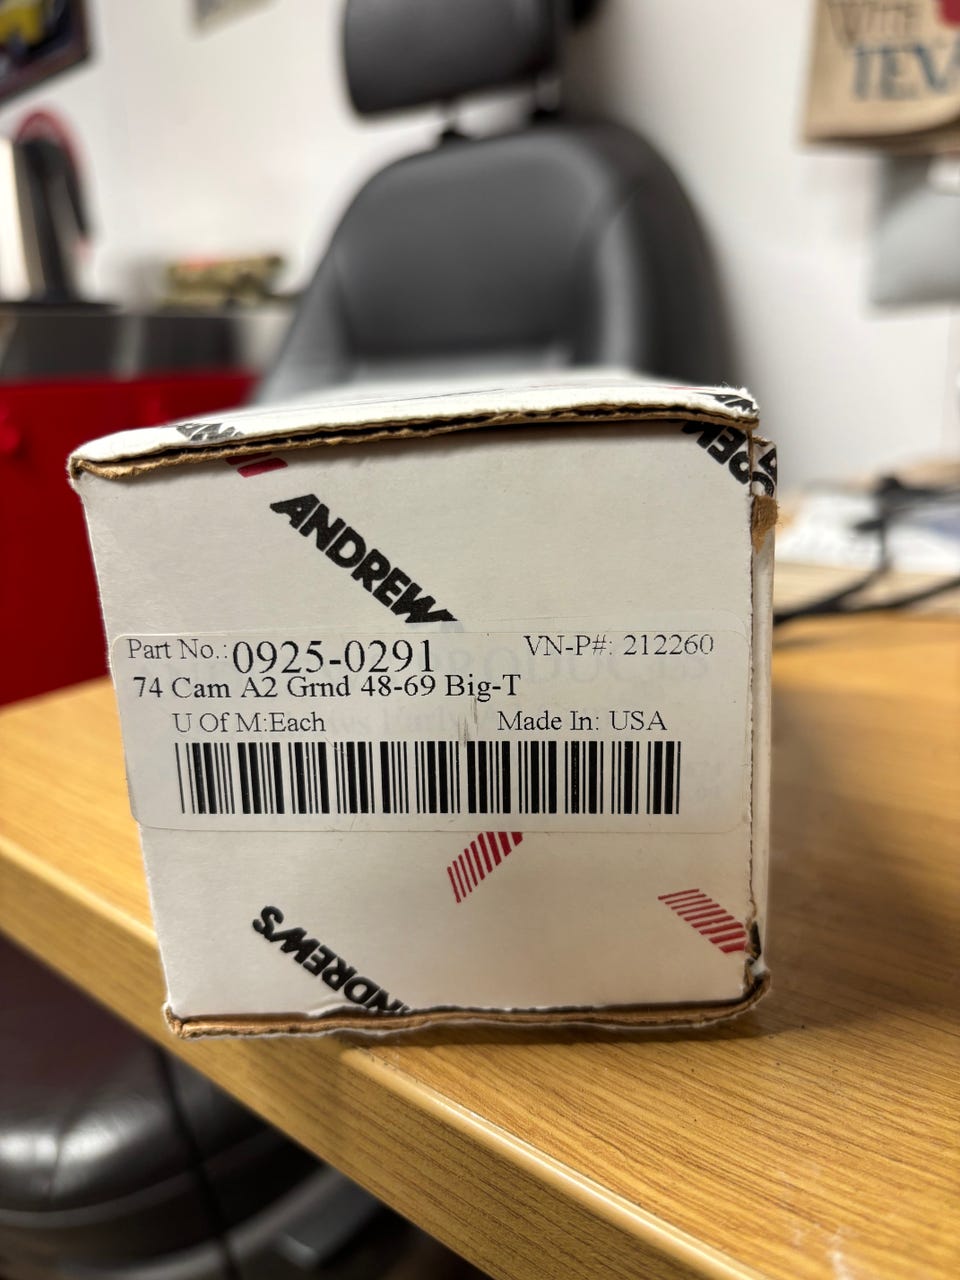 ANDREW
Part No.: 0925-0291 VN-P#: 212260
74 Cam A2 Grnd 48-69 Big-T
U Of M:Each Made In: USA
ANDREWS